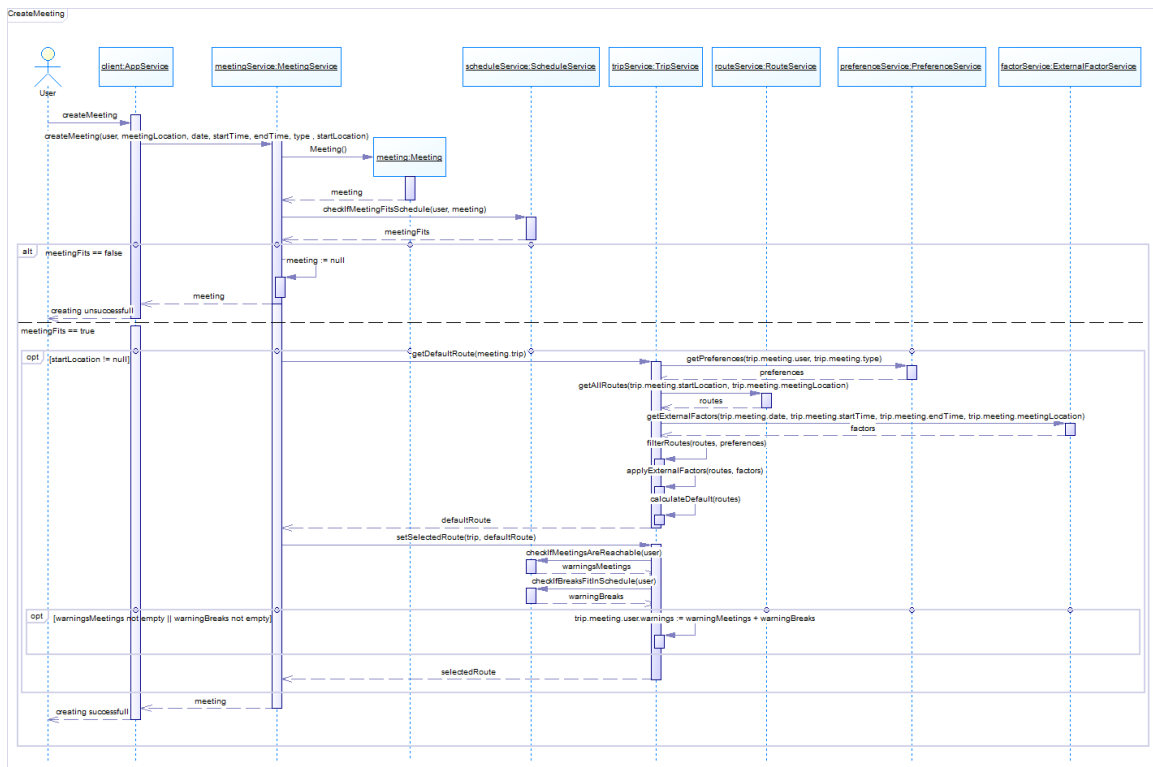 CreateMeeting
User
client:AppService
meetingService:MeetingService
scheduleService:ScheduleService
tripService:TripService
routeService:RouteService
preferenceService:PreferenceService
factorService:ExternalFactorService
createMeeting
createMeeting(user, meetingLocation, date, startTime, endTime, type , startLocation)
Meeting()
meeting:Meeting
meeting
checkIfMeetingFitsSchedule(user, meeting)
meetingFits
alt
meetingFits == false
meeting := null
meeting
creating unsuccessfull
meetingFits == true
opt
[startLocation != null]
getDefaultRoute(meeting.trip)
getPreferences(trip.meeting.user, trip.meeting.type)
preferences
getAllRoutes(trip.meeting.startLocation, trip.meeting.meetingLocation)
routes
getExternalFactors(trip.meeting.date, trip.meeting.startTime, trip.meeting.endTime, trip.meeting.meetingLocation)
factors
filterRoutes(routes, preferences)
applyExternalFactors(routes, factors)
calculateDefault(routes)
defaultRoute
setSelectedRoute(trip, defaultRoute)
checkIfMeetingsAreReachable(user)
warningsMeetings
checkIfBreaksFitInSchedule(user)
warningBreaks
opt
[warningsMeetings not empty || warningBreaks not empty]
trip.meeting.user.warnings := warningMeetings + warningBreaks
selectedRoute
meeting
creating successfull